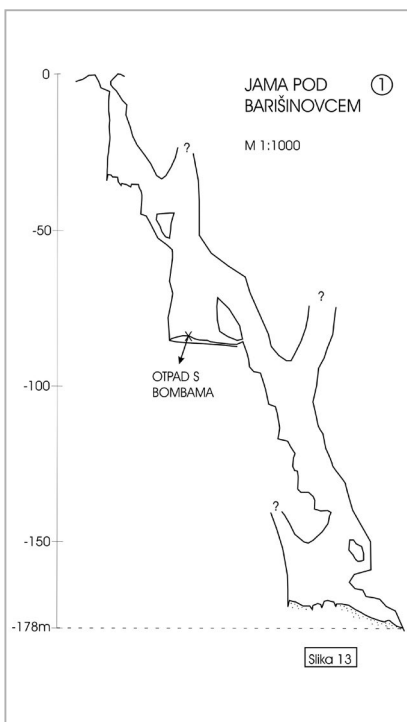 JAMA POD
BARIŠINOVCEM
1
M 1:1000
0
?
-50
?
OTPAD S
BOMBAMA
-100
?
-150
-178m
Slika 13